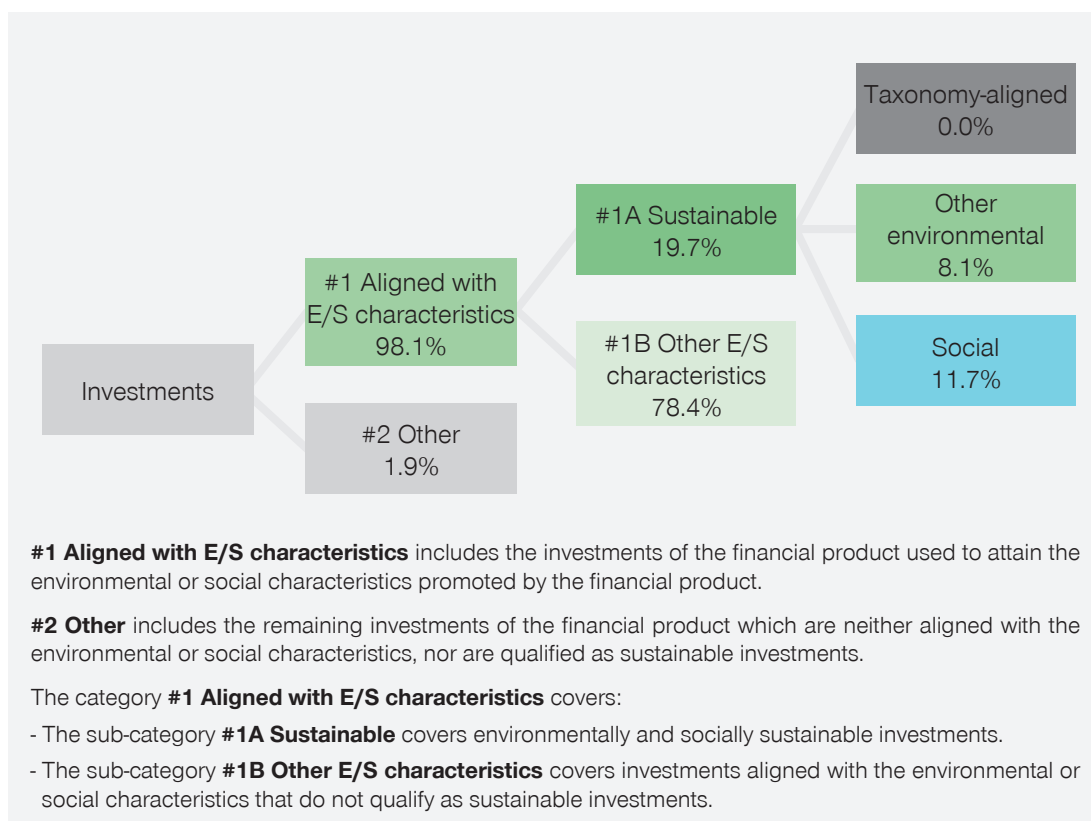 Investments
#1 Aligned with
E/S characteristics
98.1%
#2 Other
1.9%
#1A Sustainable
19.7%
#1B Other E/S
characteristics
78.4%
Taxonomy-aligned
0.0%
Other
environmental
8.1%
Social
11.7%
#1 Aligned with E/S characteristics includes the investments of the financial product used to attain the
environmental or social characteristics promoted by the financial product.
#2 Other includes the remaining investments of the financial product which are neither aligned with the
environmental or social characteristics, nor are qualified as sustainable investments.
The category #1 Aligned with E/S characteristics covers:
- The sub-category #1A Sustainable covers environmentally and socially sustainable investments.
- The sub-category #1B Other E/S characteristics covers investments aligned with the environmental or
social characteristics that do not qualify as sustainable investments.